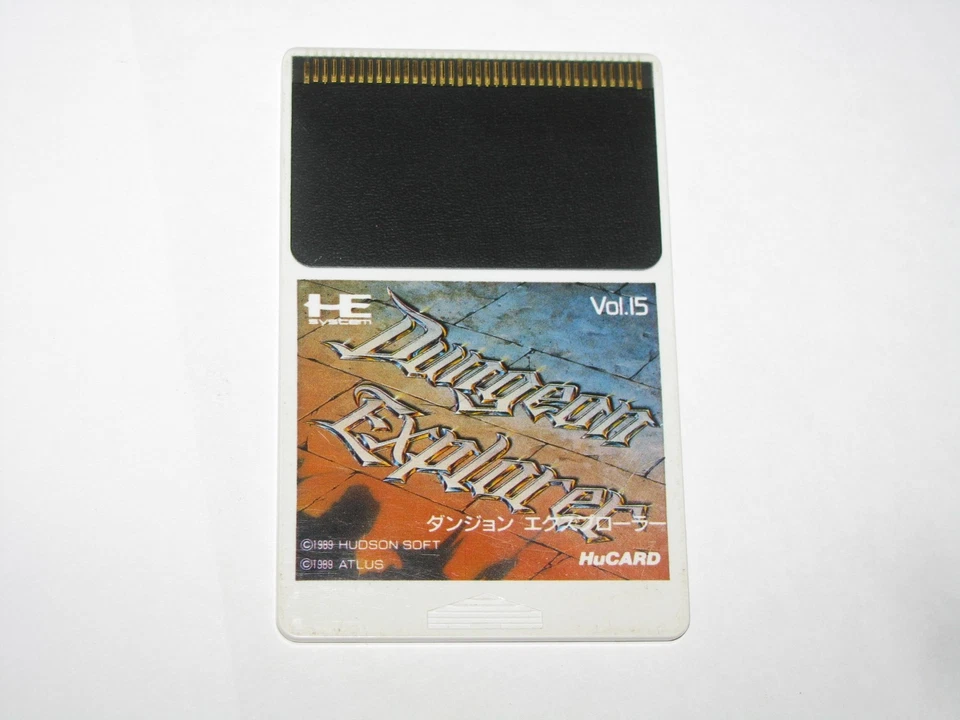 HE
system
Vol.15
Dungeon
Explorer
ダンジョン エクスプローラー
©1989 HUDSON SOFT
©1989 ATLUS
HuCARD